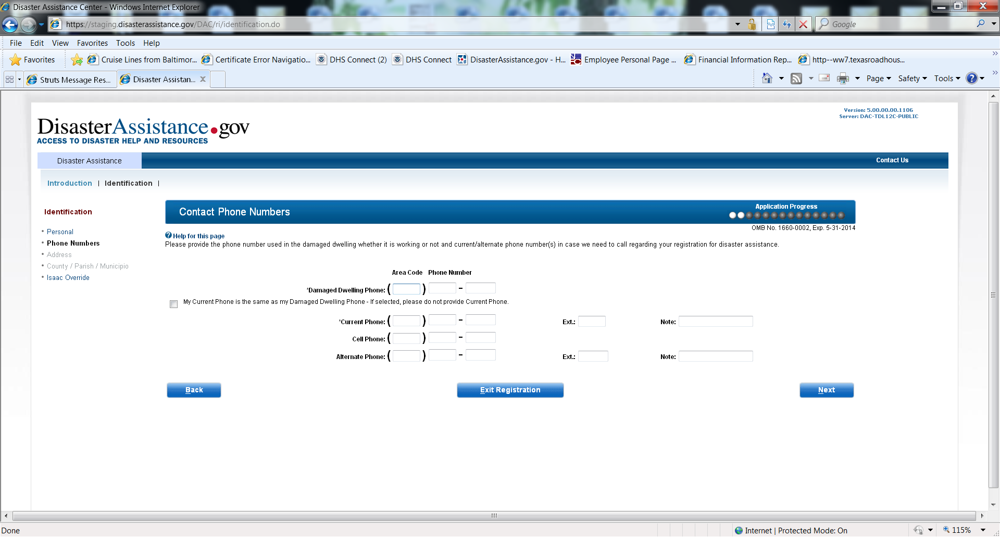 Disaster Assistance Center - Windows Internet Explorer
https://staging.disasterassistance.gov/DAC/ri/identification.do
Google
File Edit View Favorites Tools Help
Favorites Cruise Lines from Baltimor... Certificate Error Navigatio... DHS Connect (2) DHS Connect DisasterAssistance.gov - H... Employee Personal Page ... Financial Information Rep... http--ww7.texasroadhous...
Struts Message Res... Disaster Assistan... Page Safety Tools
Version: 5.00.00.00.1106
Server: DAC-TDL12C-PUBLIC
DisasterAssistance.gov
ACCESS TO DISASTER HELP AND RESOURCES
Disaster Assistance Contact Us
Introduction | Identification |
Identification
• Personal
• Phone Numbers
• Address
• County / Parish / Municipio
• Isaac Override
Contact Phone Numbers
Application Progress
OMB No. 1660-0002, Exp. 5-31-2014
Help for this page
Please provide the phone number used in the damaged dwelling whether it is working or not and current/alternate phone number(s) in case we need to call regarding your registration for disaster assistance.
Area Code Phone Number
*Damaged Dwelling Phone: ( ) -
My Current Phone is the same as my Damaged Dwelling Phone - If selected, please do not provide Current Phone.
*Current Phone: ( ) - Ext.: Note:
Cell Phone: ( ) -
Alternate Phone: ( ) - Ext.: Note:
Back Exit Registration Next
Done Internet | Protected Mode: On 115%